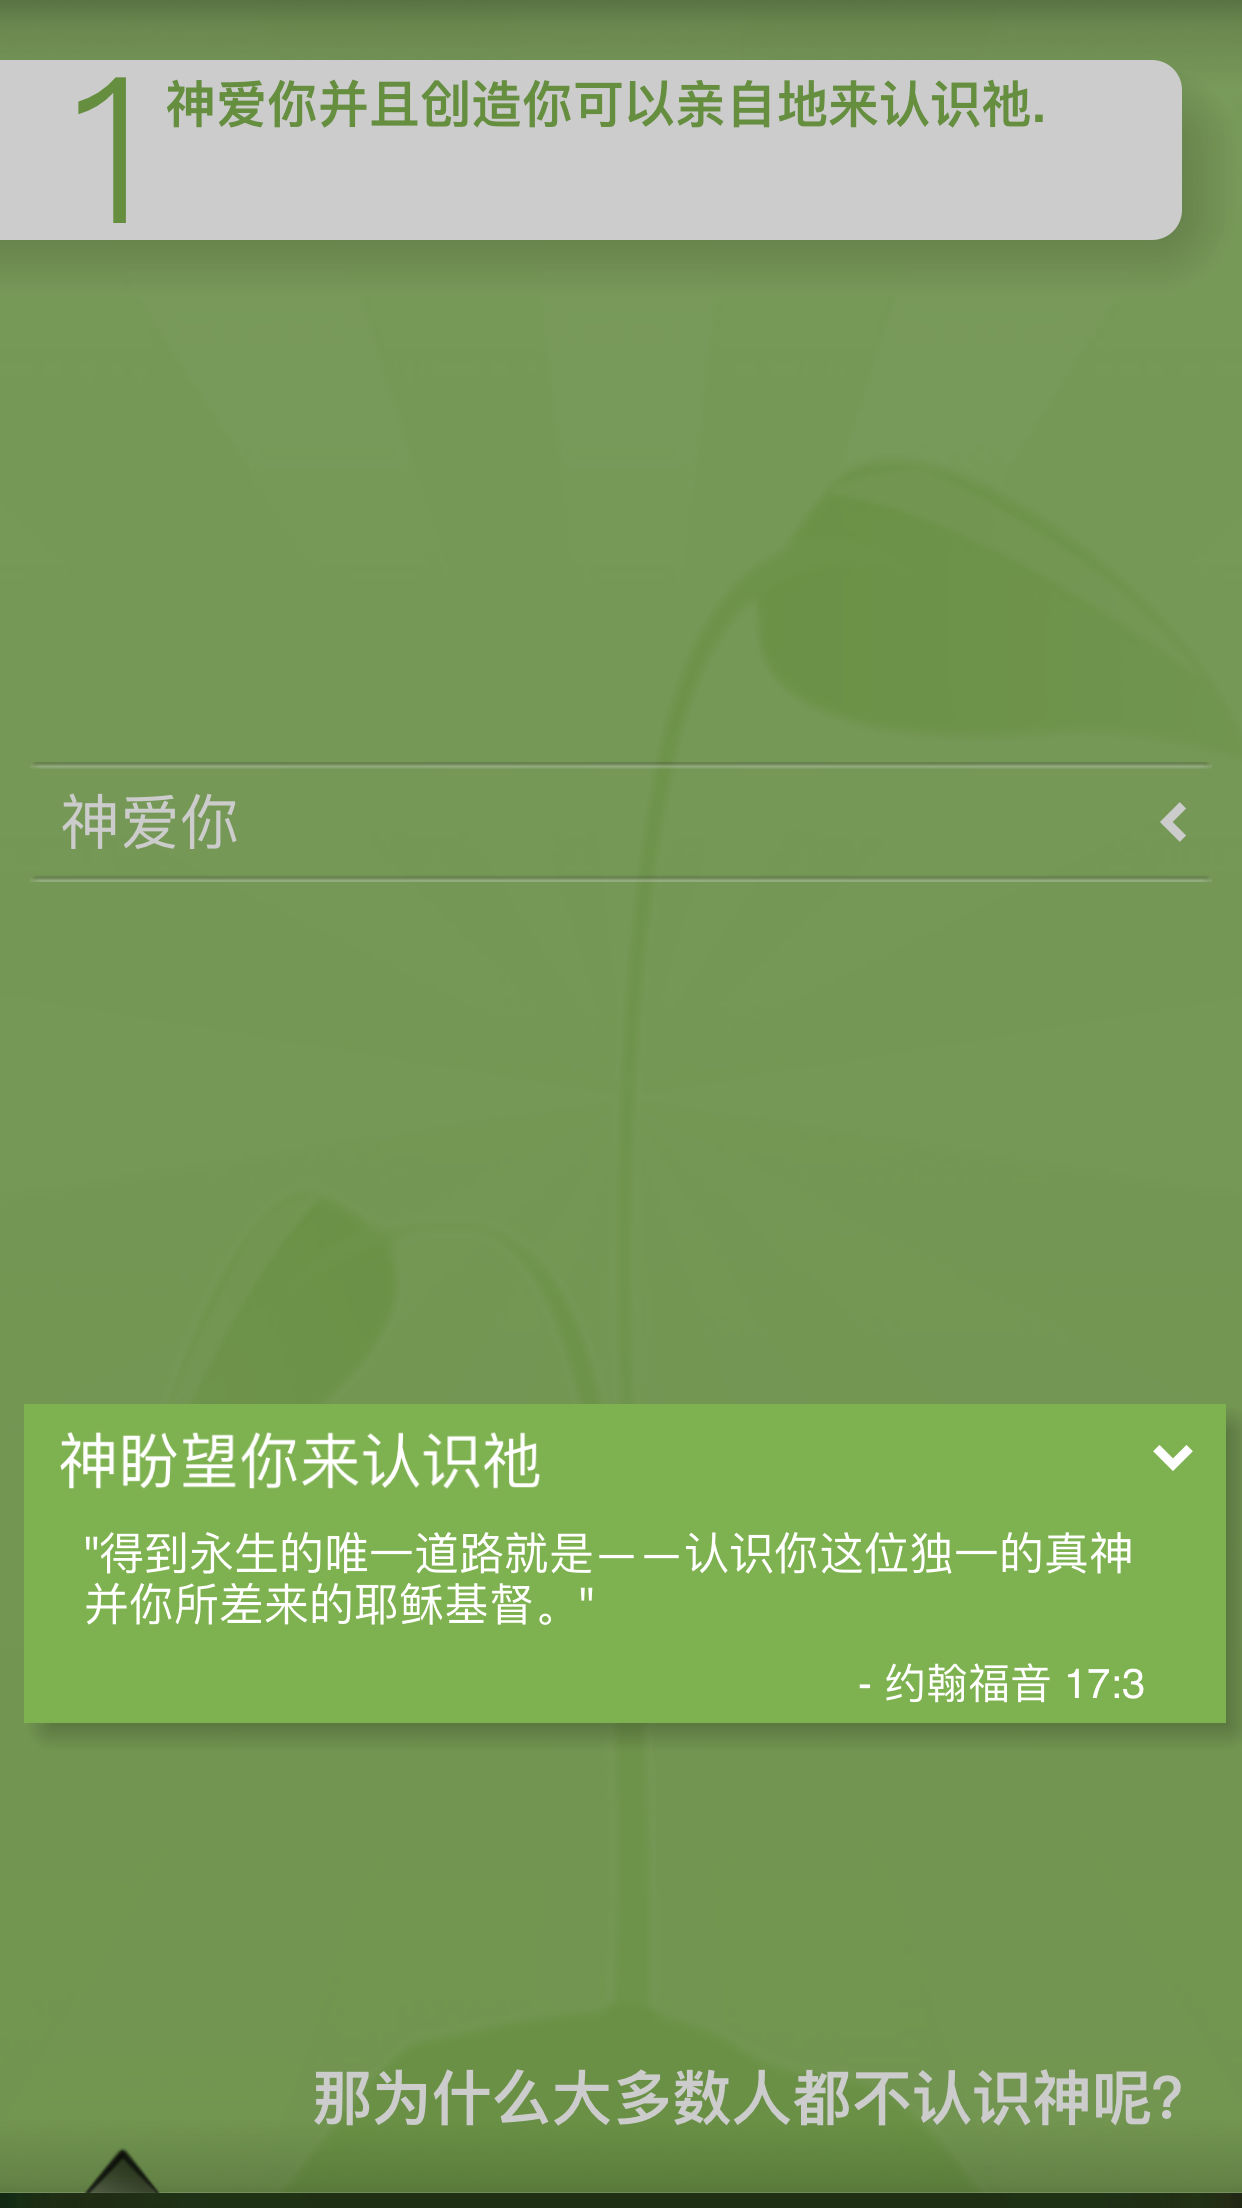 1
神爱你并且创造你可以亲自地来认识祂.
神爱你
神盼望你来认识祂
"得到永生的唯一道路就是——认识你这位独一的真神
并你所差来的耶稣基督。"
- 约翰福音 17:3
那为什么大多数人都不认识神呢?